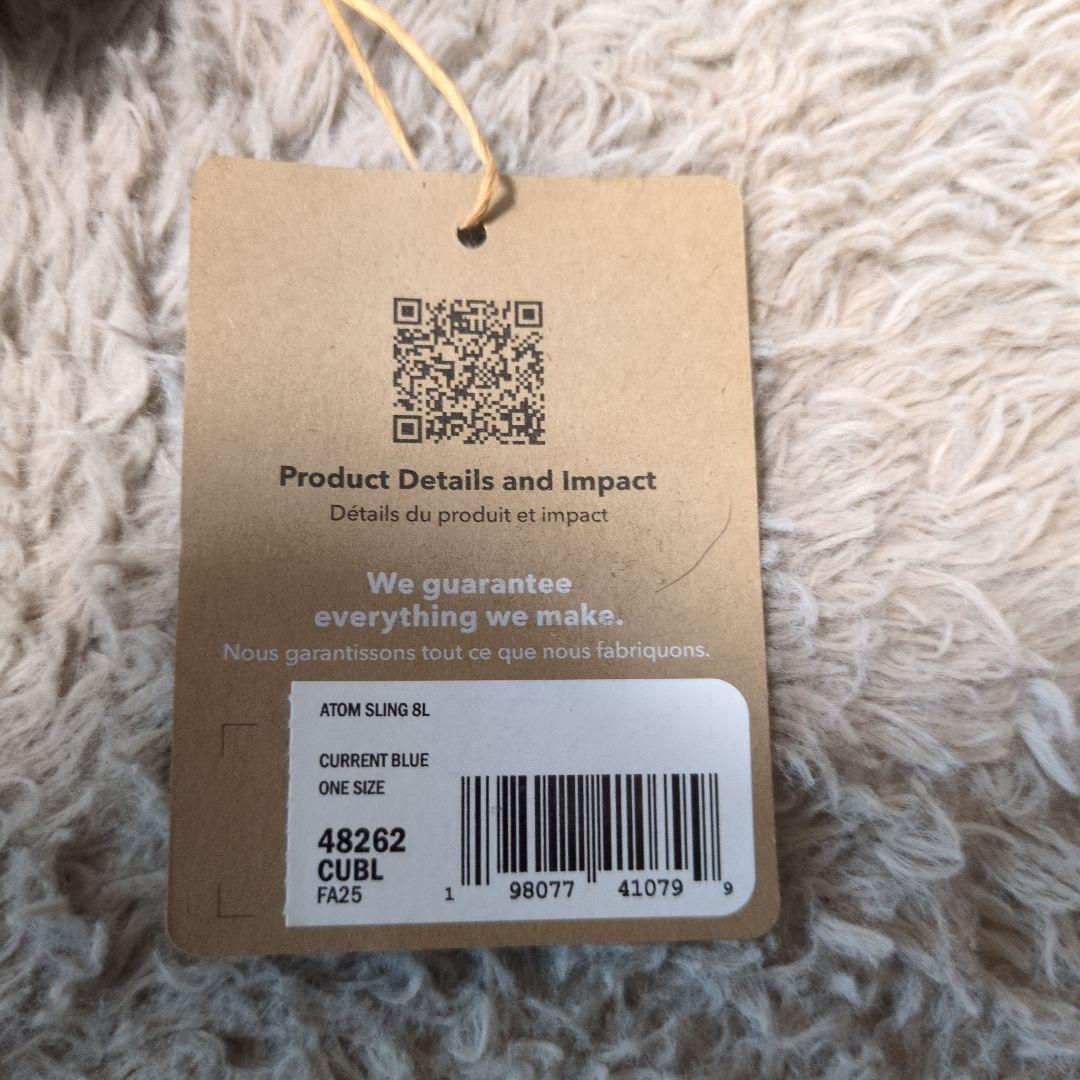 Product Details and Impact
Détails du produit et impact
We guarantee
everything we make.
Nous garantissons tout ce que nous fabriquons.
ATOM SLING 8L
CURRENT BLUE
ONE SIZE
48262
CUBL
FA25
1 98077 41079 9